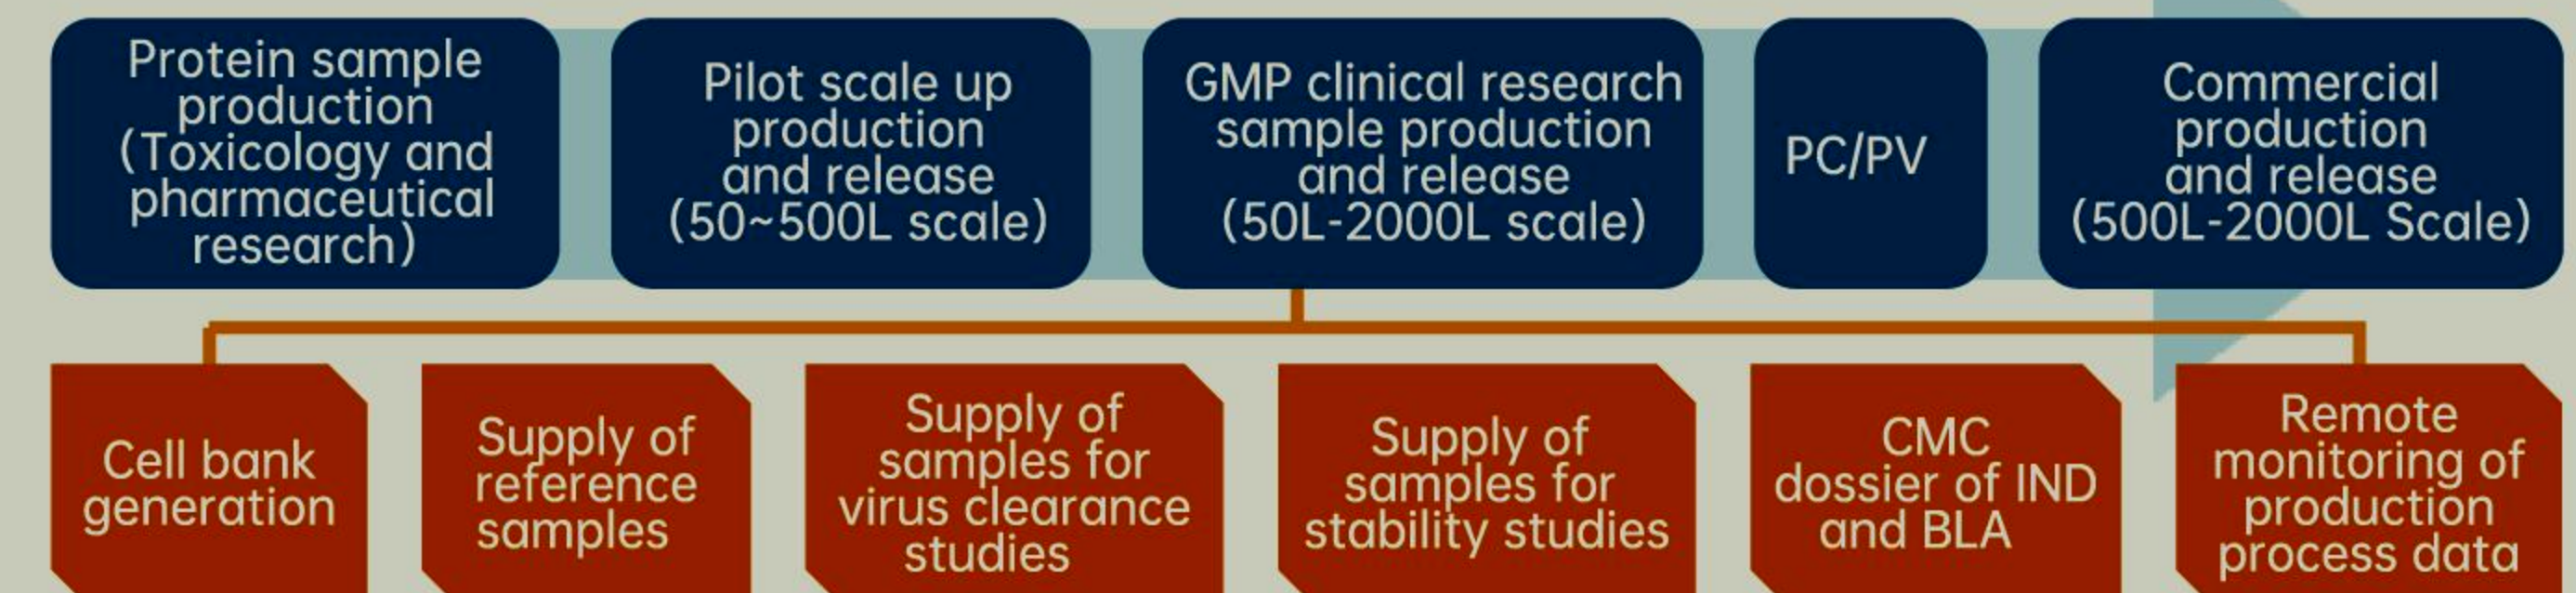 Protein sample
production
(Toxicology and
pharmaceutical
research)
Pilot scale up
production
and release
(50~500L scale)
GMP clinical research
sample production
and release
(50L-2000L scale)
PC/PV
Commercial
production
and release
(500L-2000L Scale)
Cell bank
generation
Supply of
reference
samples
Supply of
samples for
virus clearance
studies
Supply of
samples for
stability studies
CMC
dossier of IND
and BLA
Remote
monitoring of
production
process data